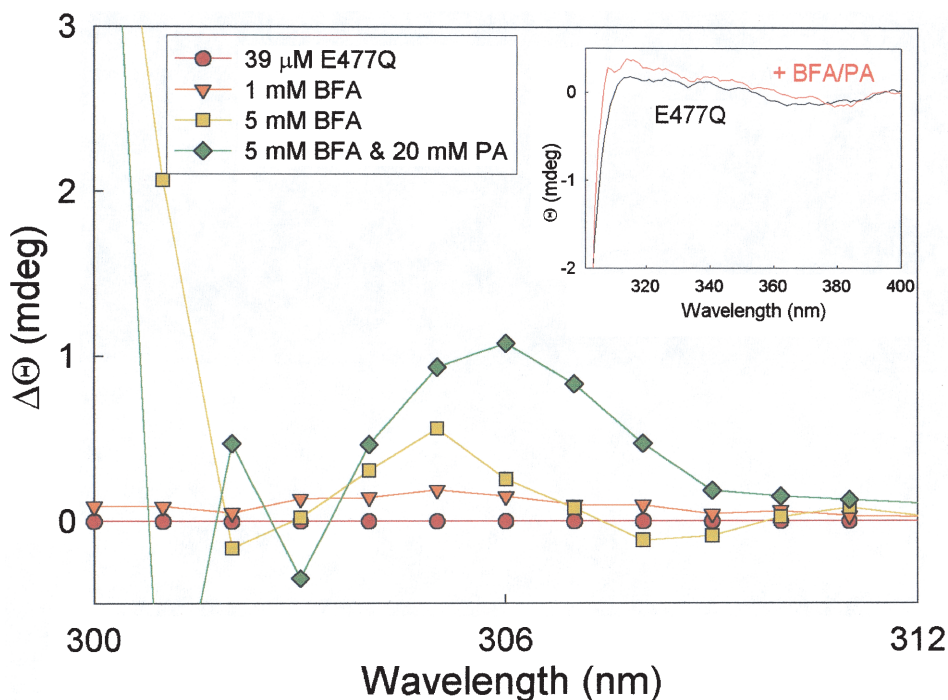 3
2
1
0
ΔΘ (mdeg)
300
306
312
Wavelength (nm)
39 μM E477Q
1 mM BFA
5 mM BFA
5 mM BFA & 20 mM PA
+ BFA/PA
E477Q
0
-1
-2
Θ (mdeg)
320
340
360
380
400
Wavelength (nm)